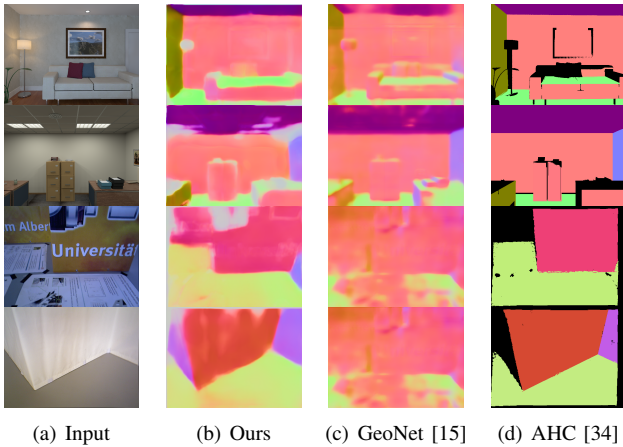 m Alber
Universität
(a) Input
(b) Ours
(c) GeoNet [15]
(d) AHC [34]